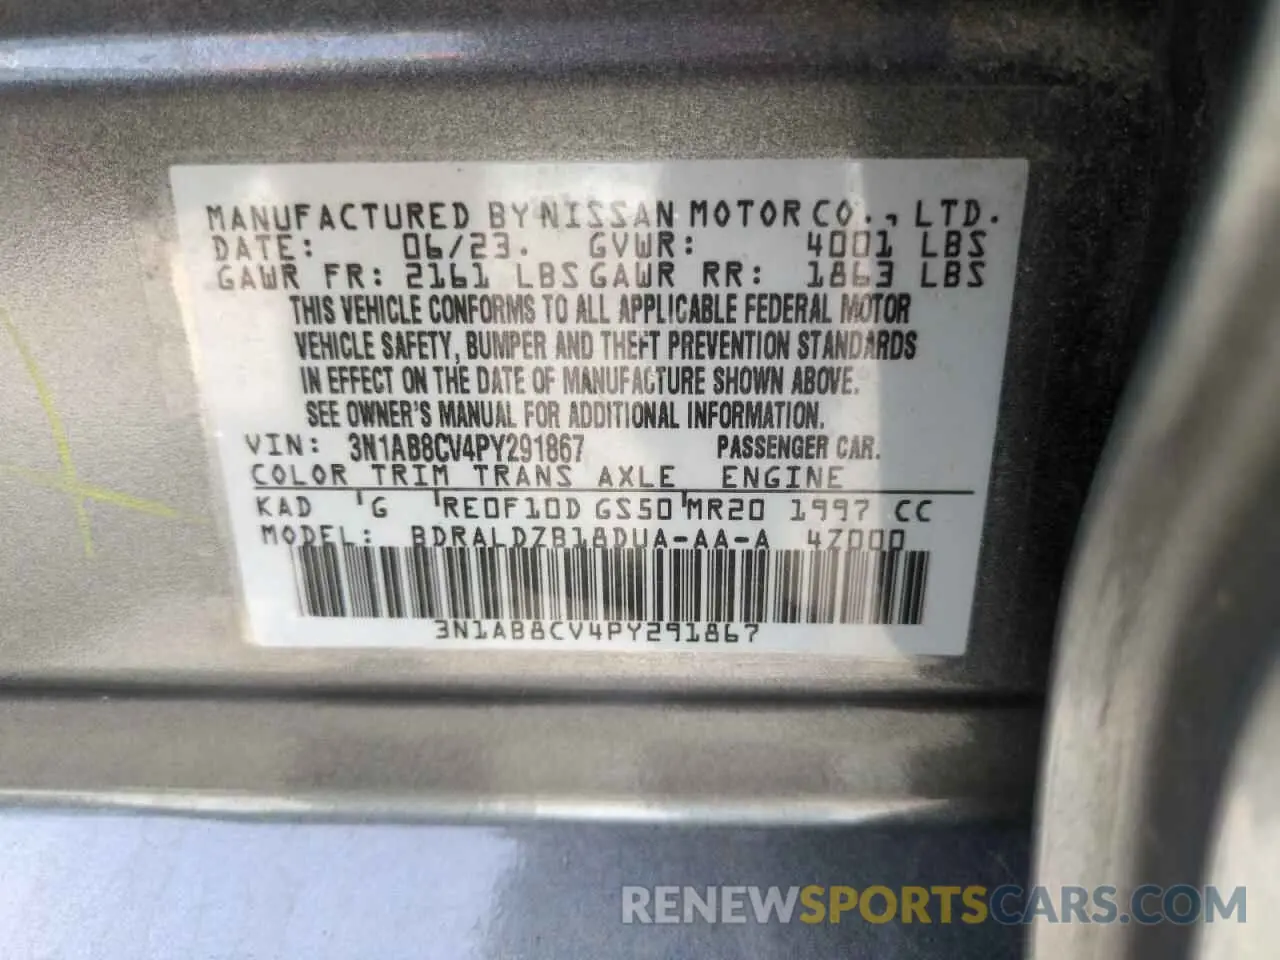 MANUFACTURED BY NISSAN MOTOR CO., LTD.
DATE: 06/23. GVWR: 4001 LBS
GAWR FR: 2161 LBS GAWR RR: 1863 LBS
THIS VEHICLE CONFORMS TO ALL APPLICABLE FEDERAL MOTOR
VEHICLE SAFETY, BUMPER AND THEFT PREVENTION STANDARDS
IN EFFECT ON THE DATE OF MANUFACTURE SHOWN ABOVE.
SEE OWNER'S MANUAL FOR ADDITIONAL INFORMATION.
VIN: 3N1AB8CV4PY291867 PASSENGER CAR.
COLOR TRIM TRANS AXLE ENGINE
KAD G RE0F10D GS50 MR20 1997 CC
MODEL: BDRALDZB18DUA-AA-A 4Z000
3N1AB8CV4PY291867
RENEWSPORTSCARS.COM